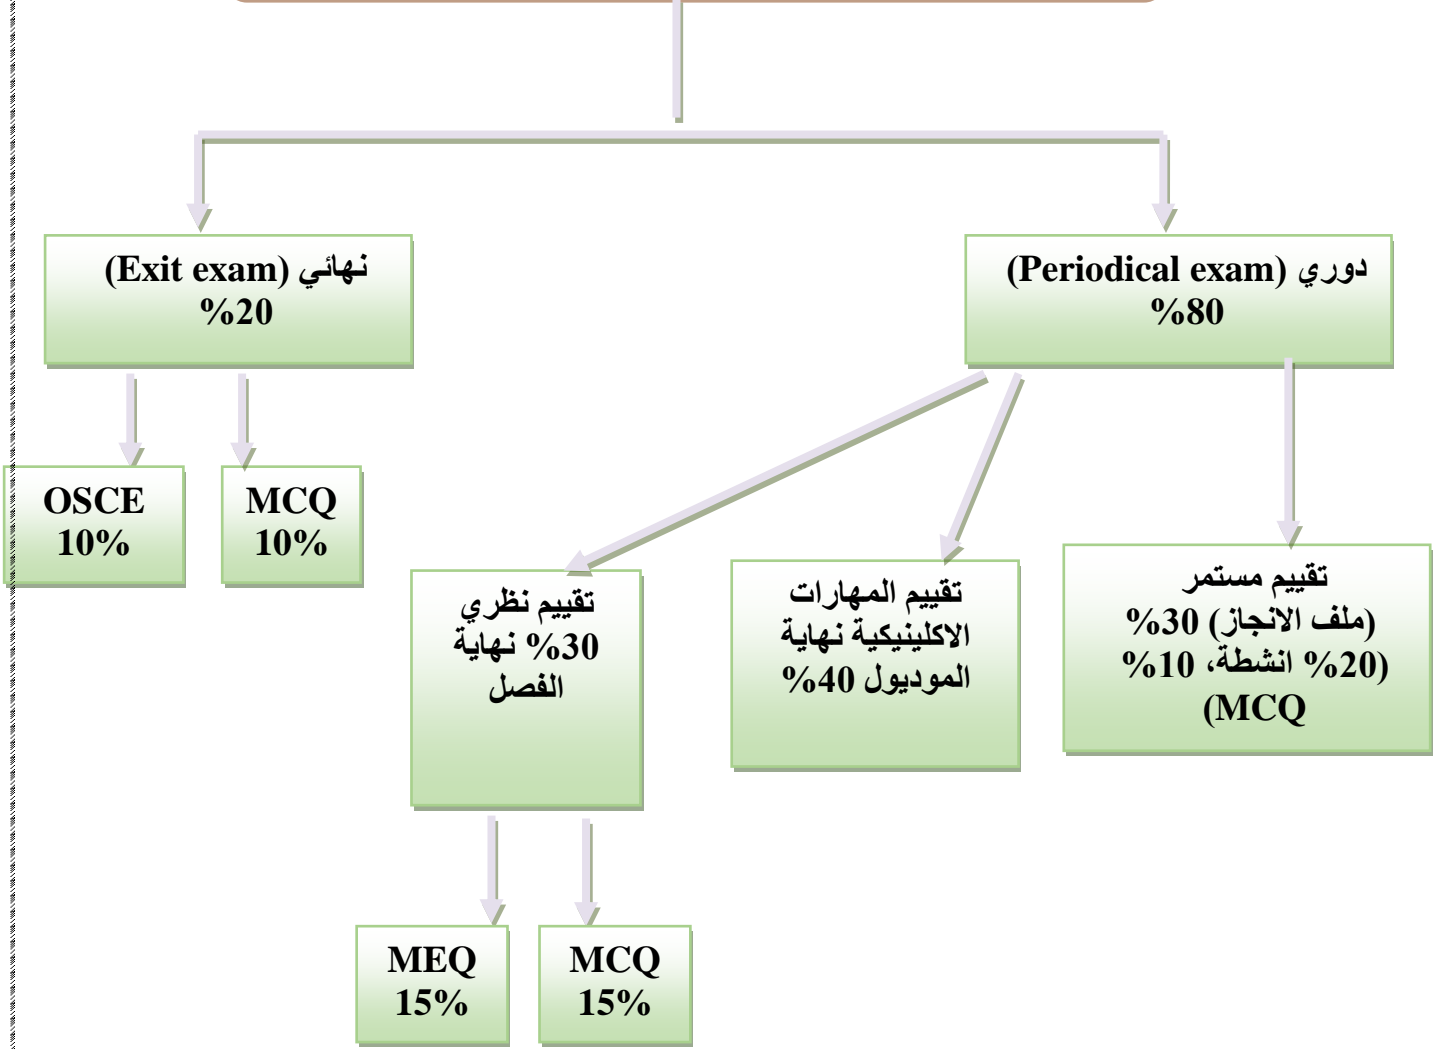 دوري (Periodical exam)
%80
نهائي (Exit exam)
%20
تقييم مستمر
(ملف الانجاز) 30%
(20% انشطة، 10%
MCQ)
تقييم المهارات
الاكلينيكية نهاية
الموديول 40%
تقييم نظري
30% نهاية
الفصل
MCQ
10%
OSCE
10%
MCQ
15%
MEQ
15%